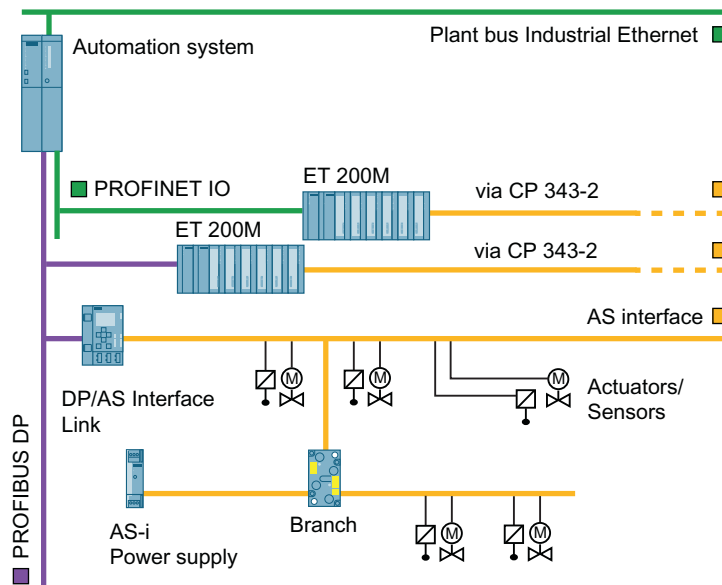 Automation system
Plant bus Industrial Ethernet
PROFINET IO
ET 200M
via CP 343-2
ET 200M
via CP 343-2
AS interface
M
M
M
Actuators/
Sensors
DP/AS Interface
Link
PROFIBUS DP
AS-i
Power supply
Branch
M
M